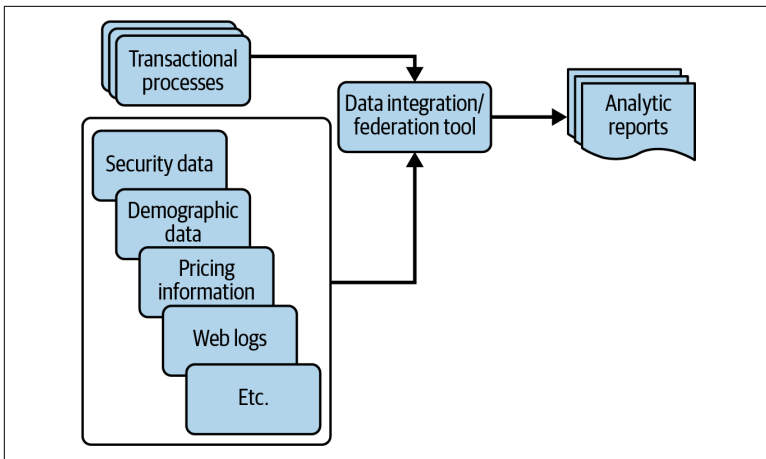 Transactional
processes
Data integration/
federation tool
Analytic
reports
Security data
Demographic
data
Pricing
information
Web logs
Etc.